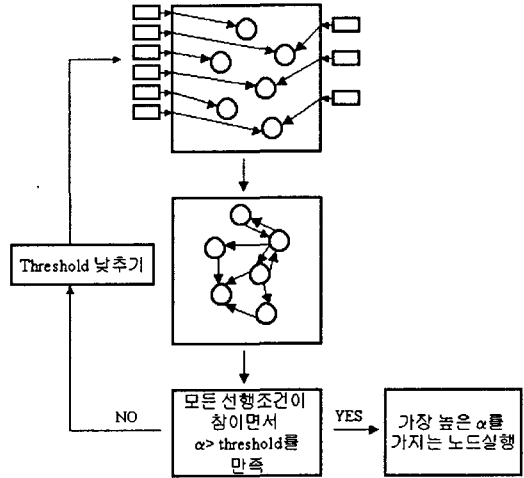 Threshold 낮추기
모든 선행조건이
참이면서
α> threshold를
만족
NO
YES
가장 높은 α를
가지는 노드실행